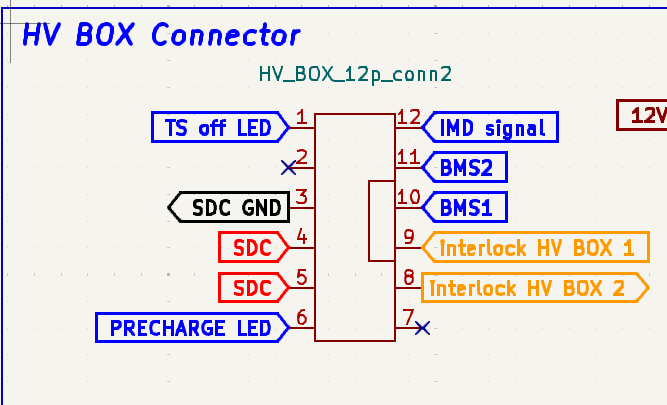 HV BOX Connector
HV_BOX_12p_conn2
TS off LED 1 12 IMD signal
2 11 BMS2
SDC GND 3 10 BMS1
SDC 4 9 Interlock HV BOX 1
SDC 5 8 Interlock HV BOX 2
PRECHARGE LED 6 7
12V